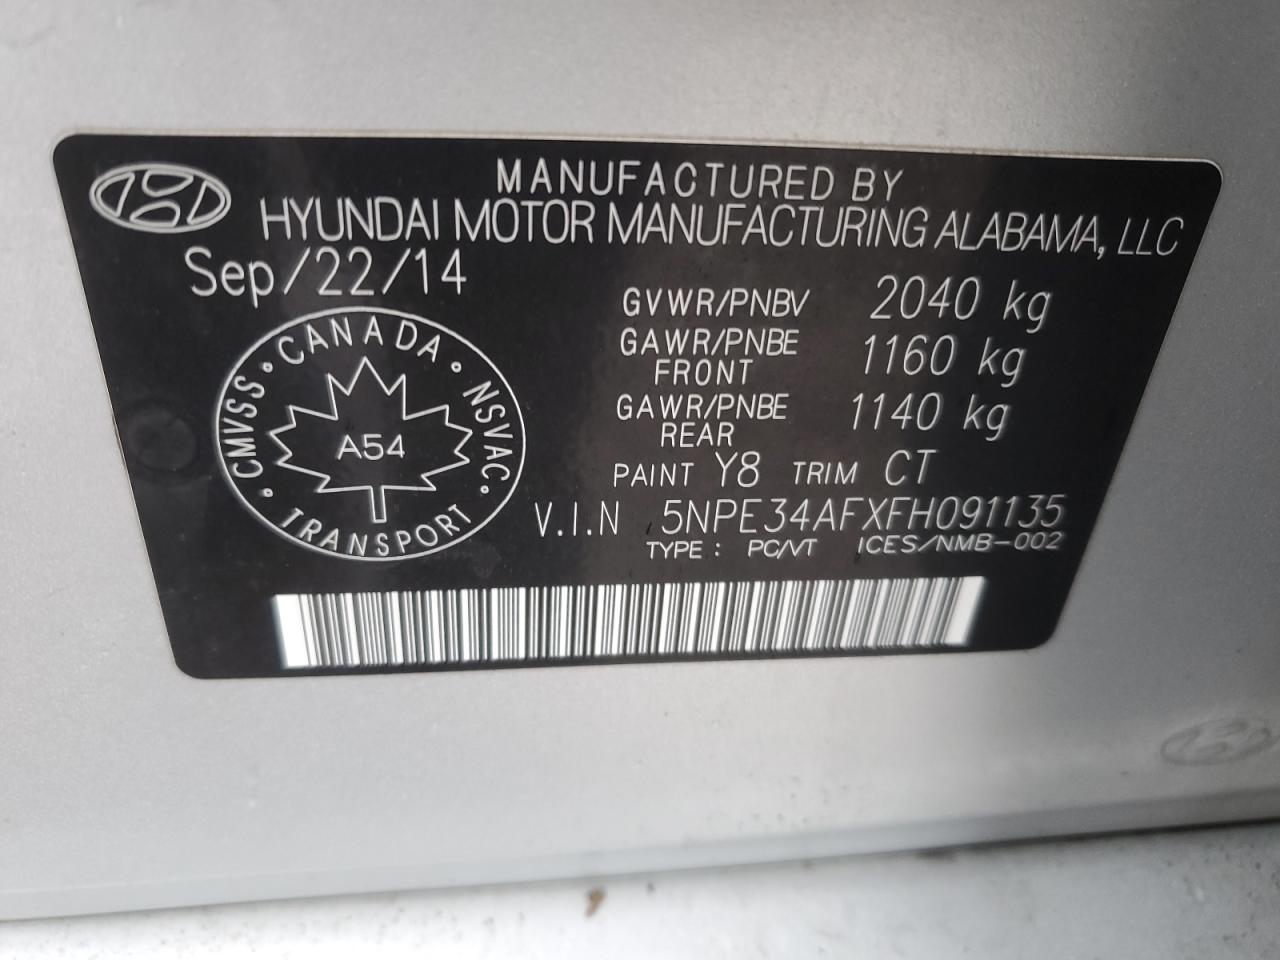 MANUFACTURED BY
HYUNDAI MOTOR MANUFACTURING ALABAMA, LLC
Sep/22/14
GVWR/PNBV 2040 kg
GAWR/PNBE FRONT 1160 kg
GAWR/PNBE REAR 1140 kg
PAINT Y8 TRIM CT
V.I.N 5NPE34AFXFH091135
TYPE : PC/VT ICES/NMB-002
CMVSS · CANADA · NSVAC · TRANSPORT ·
A54